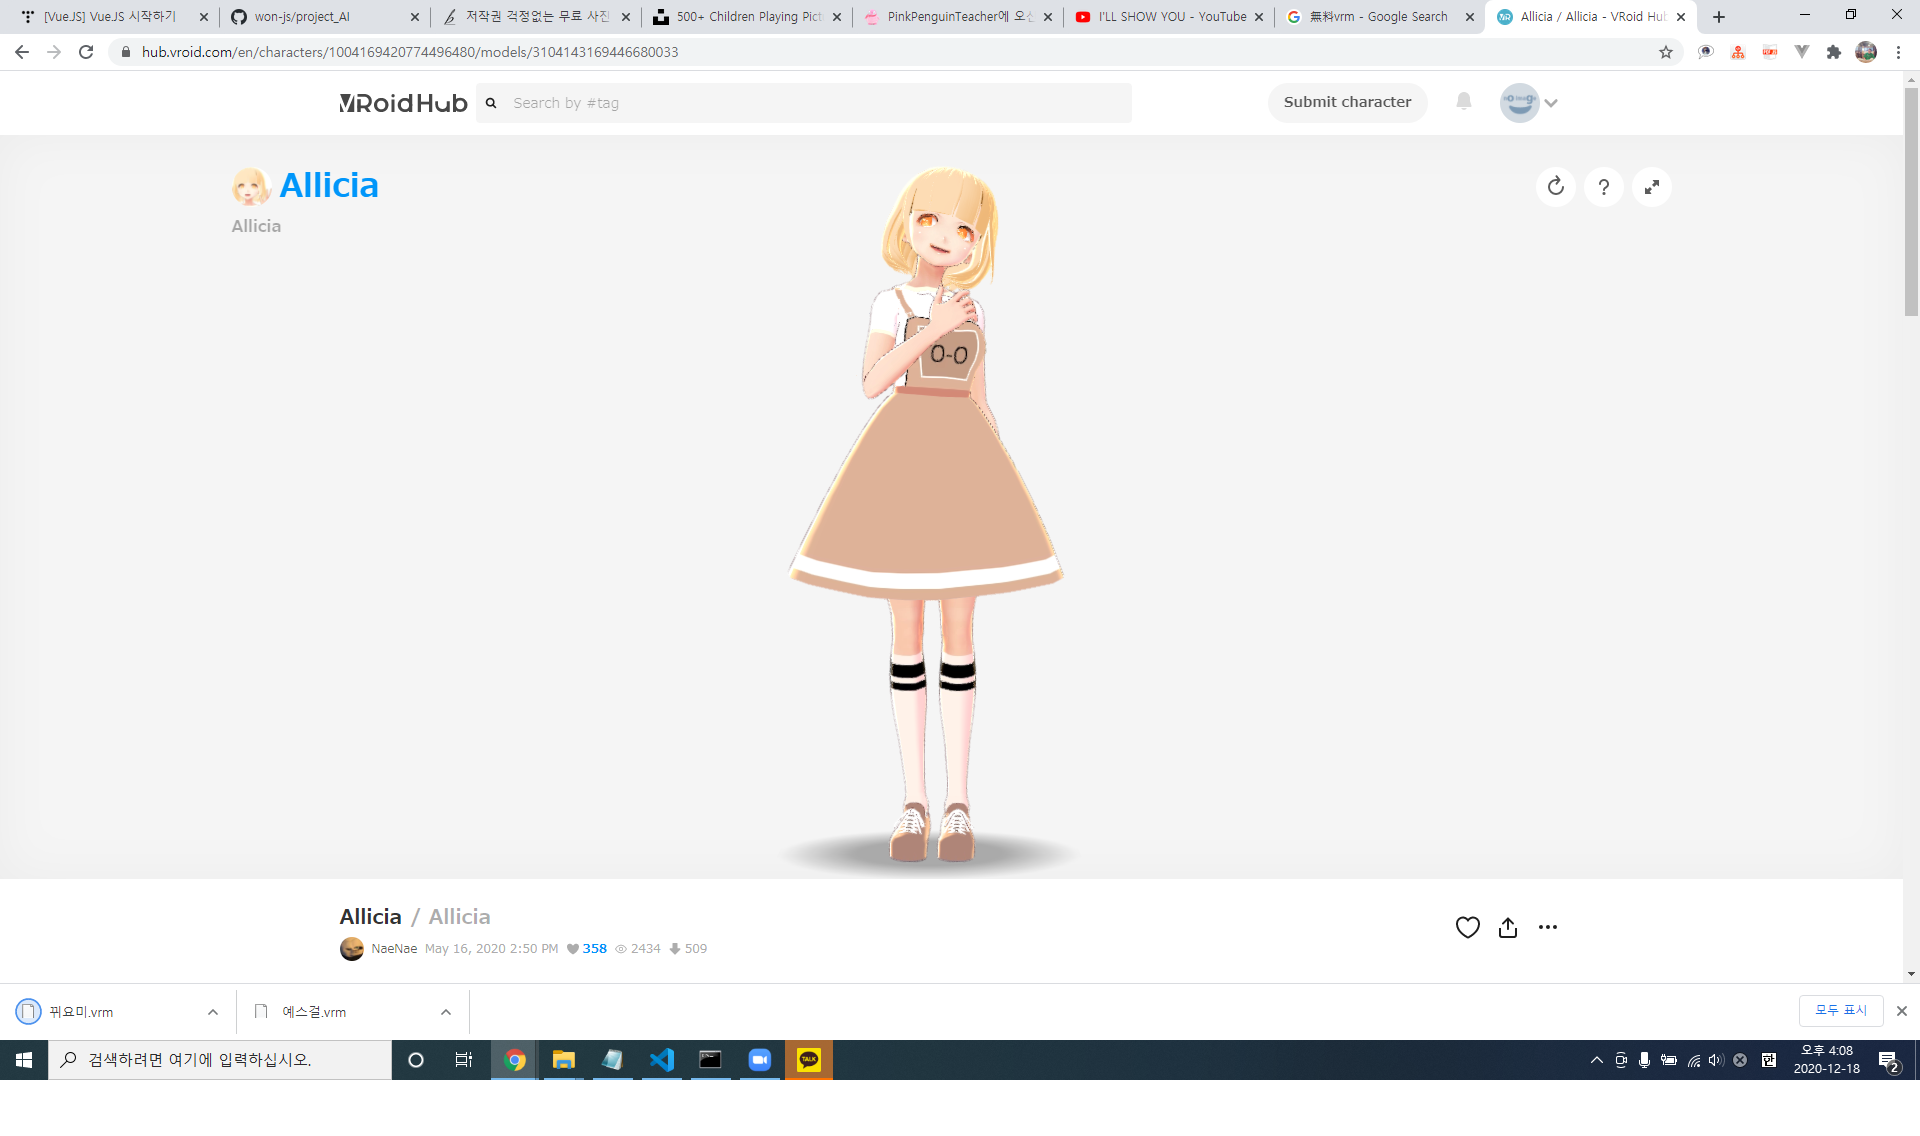 [VueJS] VueJS 시작하기
won-js/project_AI
저작권 걱정없는 무료 사진
500+ Children Playing Pict
PinkPenguinTeacher에 오신
I'LL SHOW YOU - YouTube
無料vrm - Google Search
Allicia / Allicia - VRoid Hub
hub.vroid.com/en/characters/1004169420774496480/models/3104143169446680033
VRoidHub
Search by #tag
Submit character
Allicia
Allicia
?
O-O
Allicia / Allicia
NaeNae May 16, 2020 2:50 PM 358 2434 509
뀌요미.vrm
예스걸.vrm
모두 표시
검색하려면 여기에 입력하십시오.
TALK
한
오후 4:08
2020-12-18
2